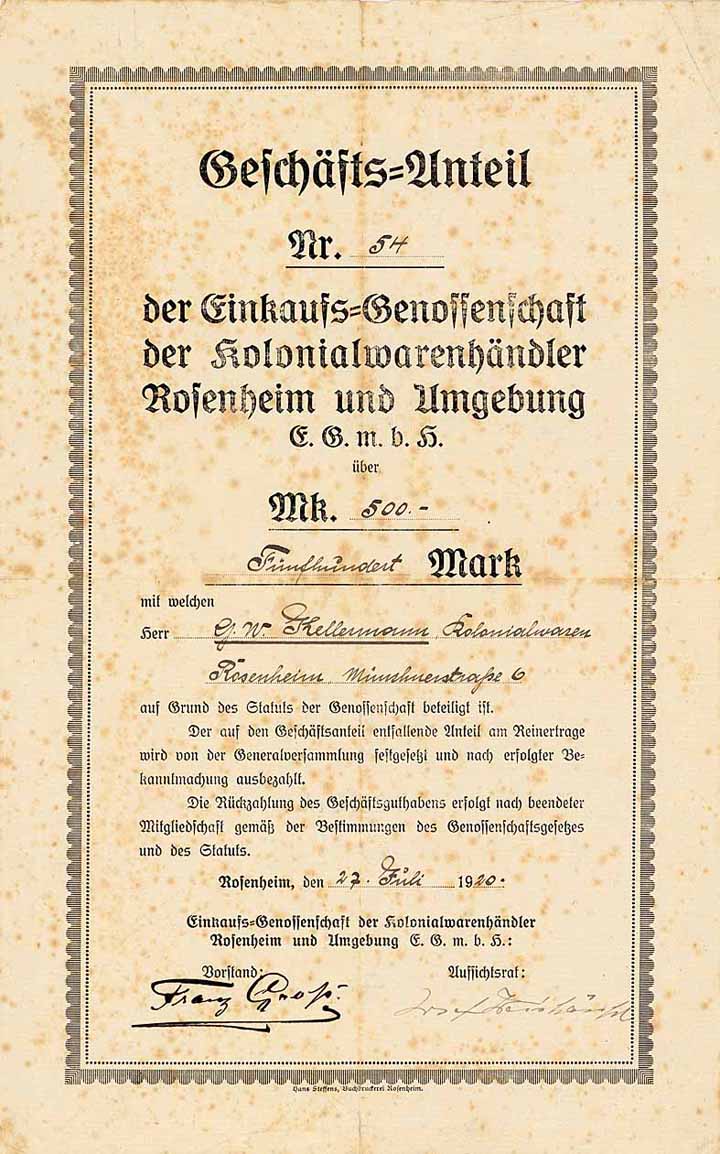 Geschäfts=Anteil
Nr. 54
der Einkaufs=Genossenschaft
der Kolonialwarenhändler
Rosenheim und Umgebung
E. G. m. b. H.
über
Mk. 500.-
Fünfhundert Mark
mit welchen
Herr G. W. Kellermann, Kolonialwaren
Rosenheim, Münchnerstraße 6
auf Grund des Statuts der Genossenschaft beteiligt ist.
Der auf den Geschäftsanteil entfallende Anteil am Reinertrage
wird von der Generalversammlung festgesetzt und nach erfolgter Be=
kanntmachung ausbezahlt.
Die Rückzahlung des Geschäftsguthabens erfolgt nach beendeter
Mitgliedschaft gemäß der Bestimmungen des Genossenschaftsgesetzes
und des Statuts.
Rosenheim, den 27. Juli 1920.
Einkaufs=Genossenschaft der Kolonialwarenhändler
Rosenheim und Umgebung E. G. m. b. H.:
Vorstand: Aufsichtsrat:
Franz Groß. Josef
Hans Steffens, Buchdruckerei Rosenheim.